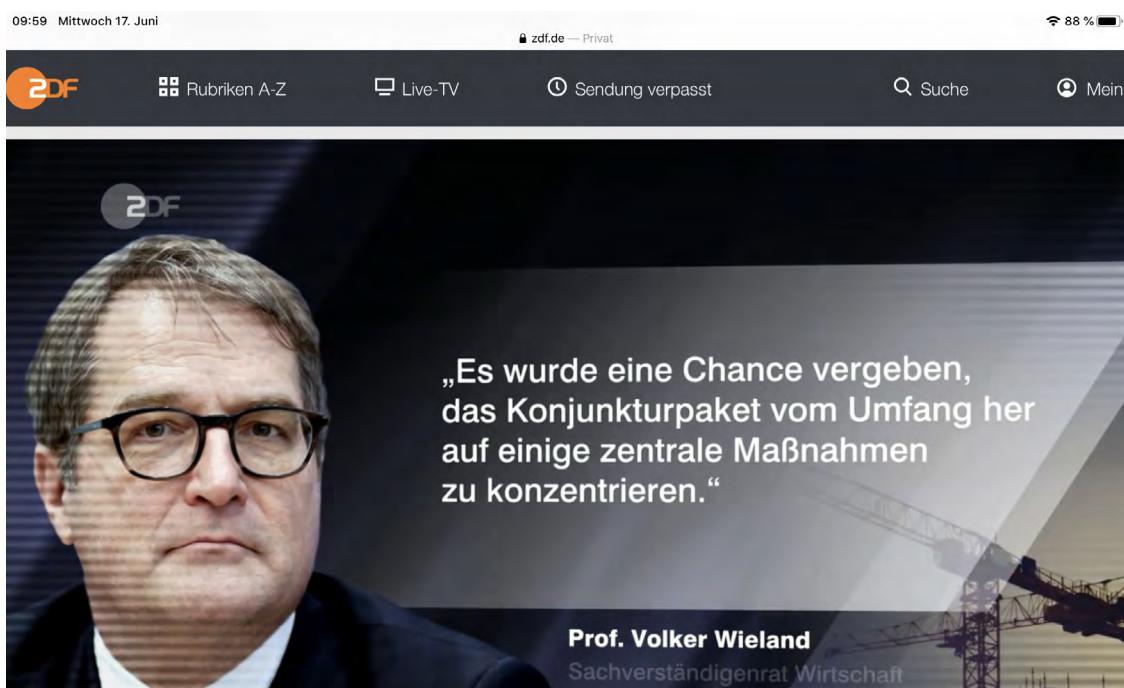 09:59 Mittwoch 17. Juni
88 %
zdf.de — Privat
ZDF
Rubriken A-Z
Live-TV
Sendung verpasst
Suche
Mein
ZDF
„Es wurde eine Chance vergeben,
das Konjunkturpaket vom Umfang her
auf einige zentrale Maßnahmen
zu konzentrieren.“
Prof. Volker Wieland
Sachverständigenrat Wirtschaft